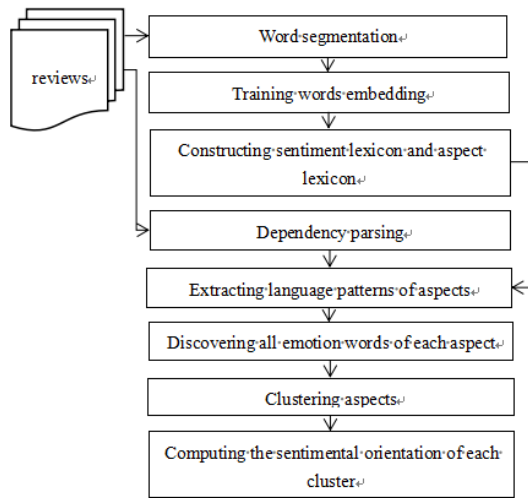 reviews
Word segmentation
Training words embedding
Constructing sentiment lexicon and aspect
lexicon
Dependency parsing
Extracting language patterns of aspects
Discovering all emotion words of each aspect
Clustering aspects
Computing the sentimental orientation of each
cluster